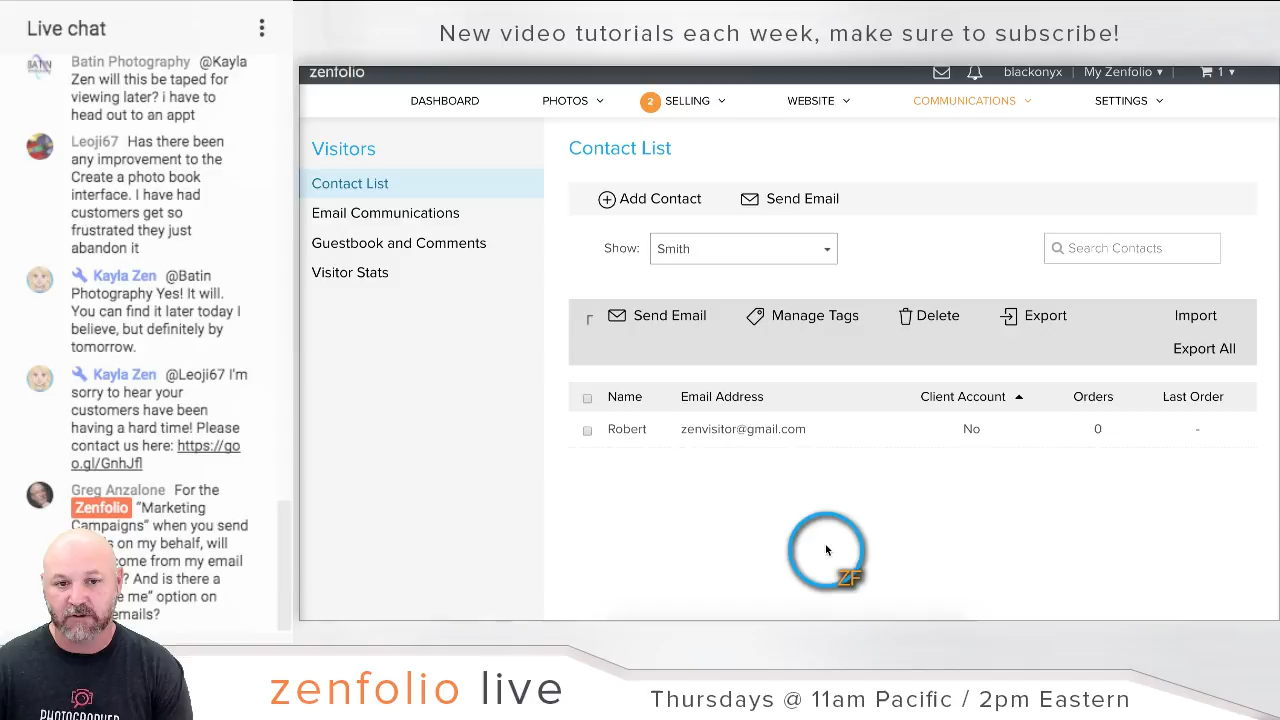 Live chat
New video tutorials each week, make sure to subscribe!
Batin Photography @Kayla
Zen will this be taped for
viewing later? i have to
head out to an appt
Leoji67 Has there been
any improvement to the
Create a photo book
interface. I have had
customers get so
frustrated they just
abandon it
Kayla Zen @Batin
Photography Yes! It will.
You can find it later today I
believe, but definitely by
tomorrow.
Kayla Zen @Leoji67 I'm
sorry to hear your
customers have been
having a hard time! Please
contact us here: https://go
o.gl/GnhJfl
Greg Anzalone For the
Zenfolio "Marketing
Campaigns" when you send
on my behalf, will
come from my email
? And is there a
me" option on
emails?
zenfolio
blackonyx
My Zenfolio
1
DASHBOARD
PHOTOS
2 SELLING
WEBSITE
COMMUNICATIONS
SETTINGS
Visitors
Contact List
Email Communications
Guestbook and Comments
Visitor Stats
Contact List
Add Contact
Send Email
Show: Smith
Search Contacts
Send Email
Manage Tags
Delete
Export
Import
Export All
Name Email Address Client Account Orders Last Order
Robert zenvisitor@gmail.com No 0 -
ZF
PHOTOGRAPHER
zenfolio live
Thursdays @ 11am Pacific / 2pm Eastern